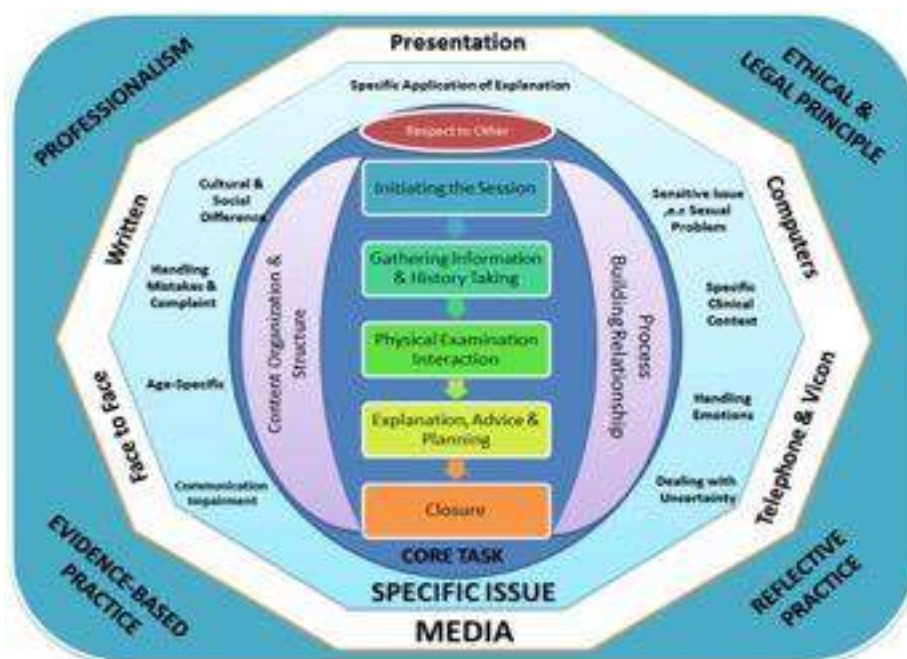 PROFESSIONALISM
ETHICAL &
LEGAL PRINCIPLE
Presentation
Specific Application of Explanation
Respect to Other
Written
Cultural &
Social
Difference
Initiating the Session
Sensitive Issue
,e.g Sexual
Problem
Computers
Handling
Mistakes &
Complaint
Content Organization &
Structure
Gathering Information
& History Taking
Process
Building Relationship
Specific
Clinical
Context
Physical Examination
Interaction
Face to Face
Age-Specific
Explanation, Advice &
Planning
Handling
Emotions
Telephone & Vicon
Communication
Impairment
Closure
Dealing with
Uncertainty
CORE TASK
EVIDENCE-BASED
PRACTICE
SPECIFIC ISSUE
REFLECTIVE
PRACTICE
MEDIA